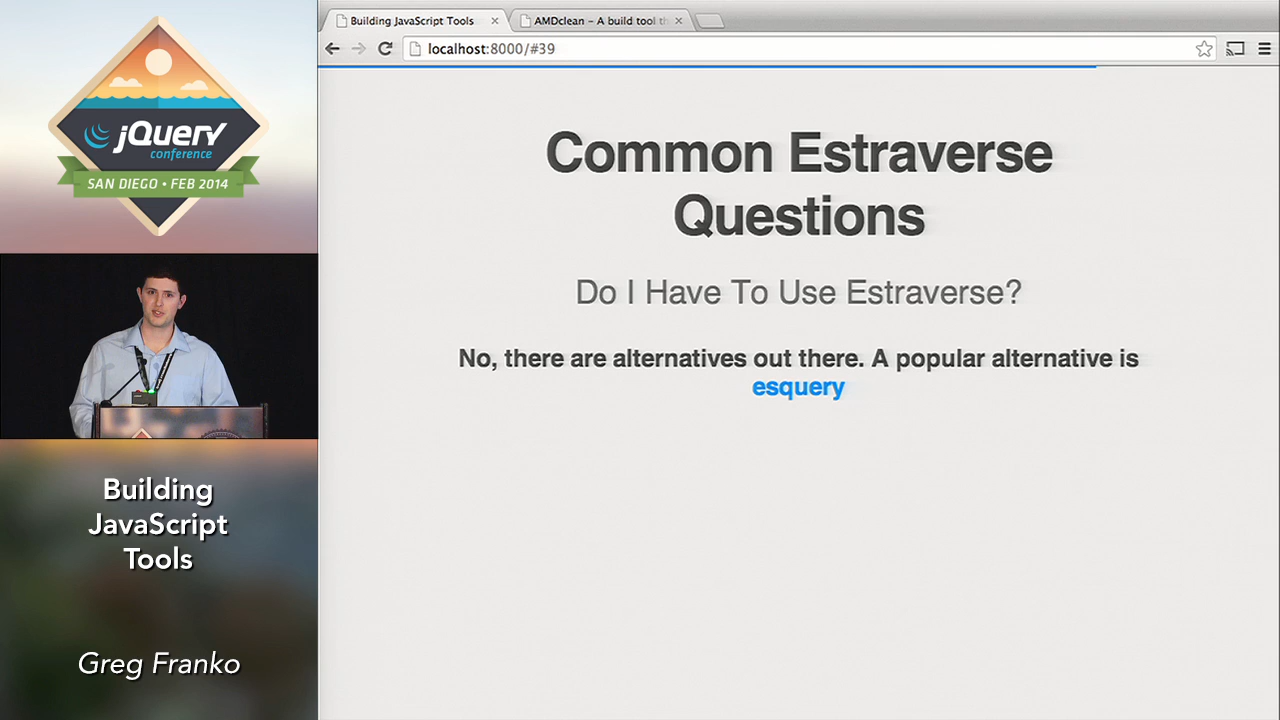 jQuery
conference
SAN DIEGO • FEB 2014
Building
JavaScript
Tools
Greg Franko
Building JavaScript Tools
AMDclean – A build tool th
localhost:8000/#39
Common Estraverse
Questions
Do I Have To Use Estraverse?
No, there are alternatives out there. A popular alternative is
esquery